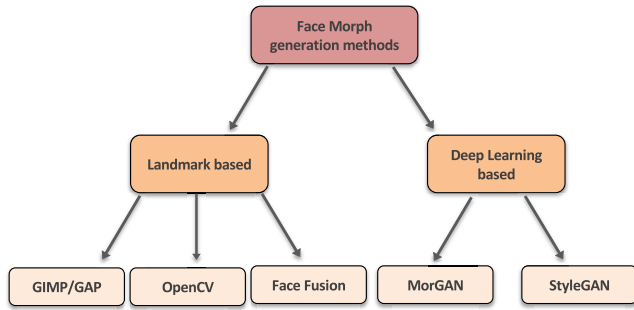 Face Morph
generation methods
Landmark based
Deep Learning
based
GIMP/GAP
OpenCV
Face Fusion
MorGAN
StyleGAN